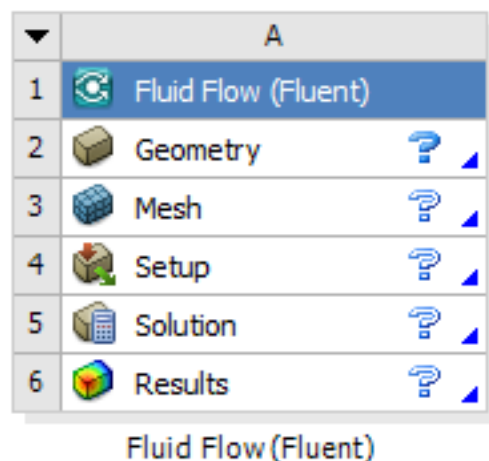 A
1 Fluid Flow (Fluent)
2 Geometry ?
3 Mesh ?
4 Setup ?
5 Solution ?
6 Results ?
Fluid Flow (Fluent)